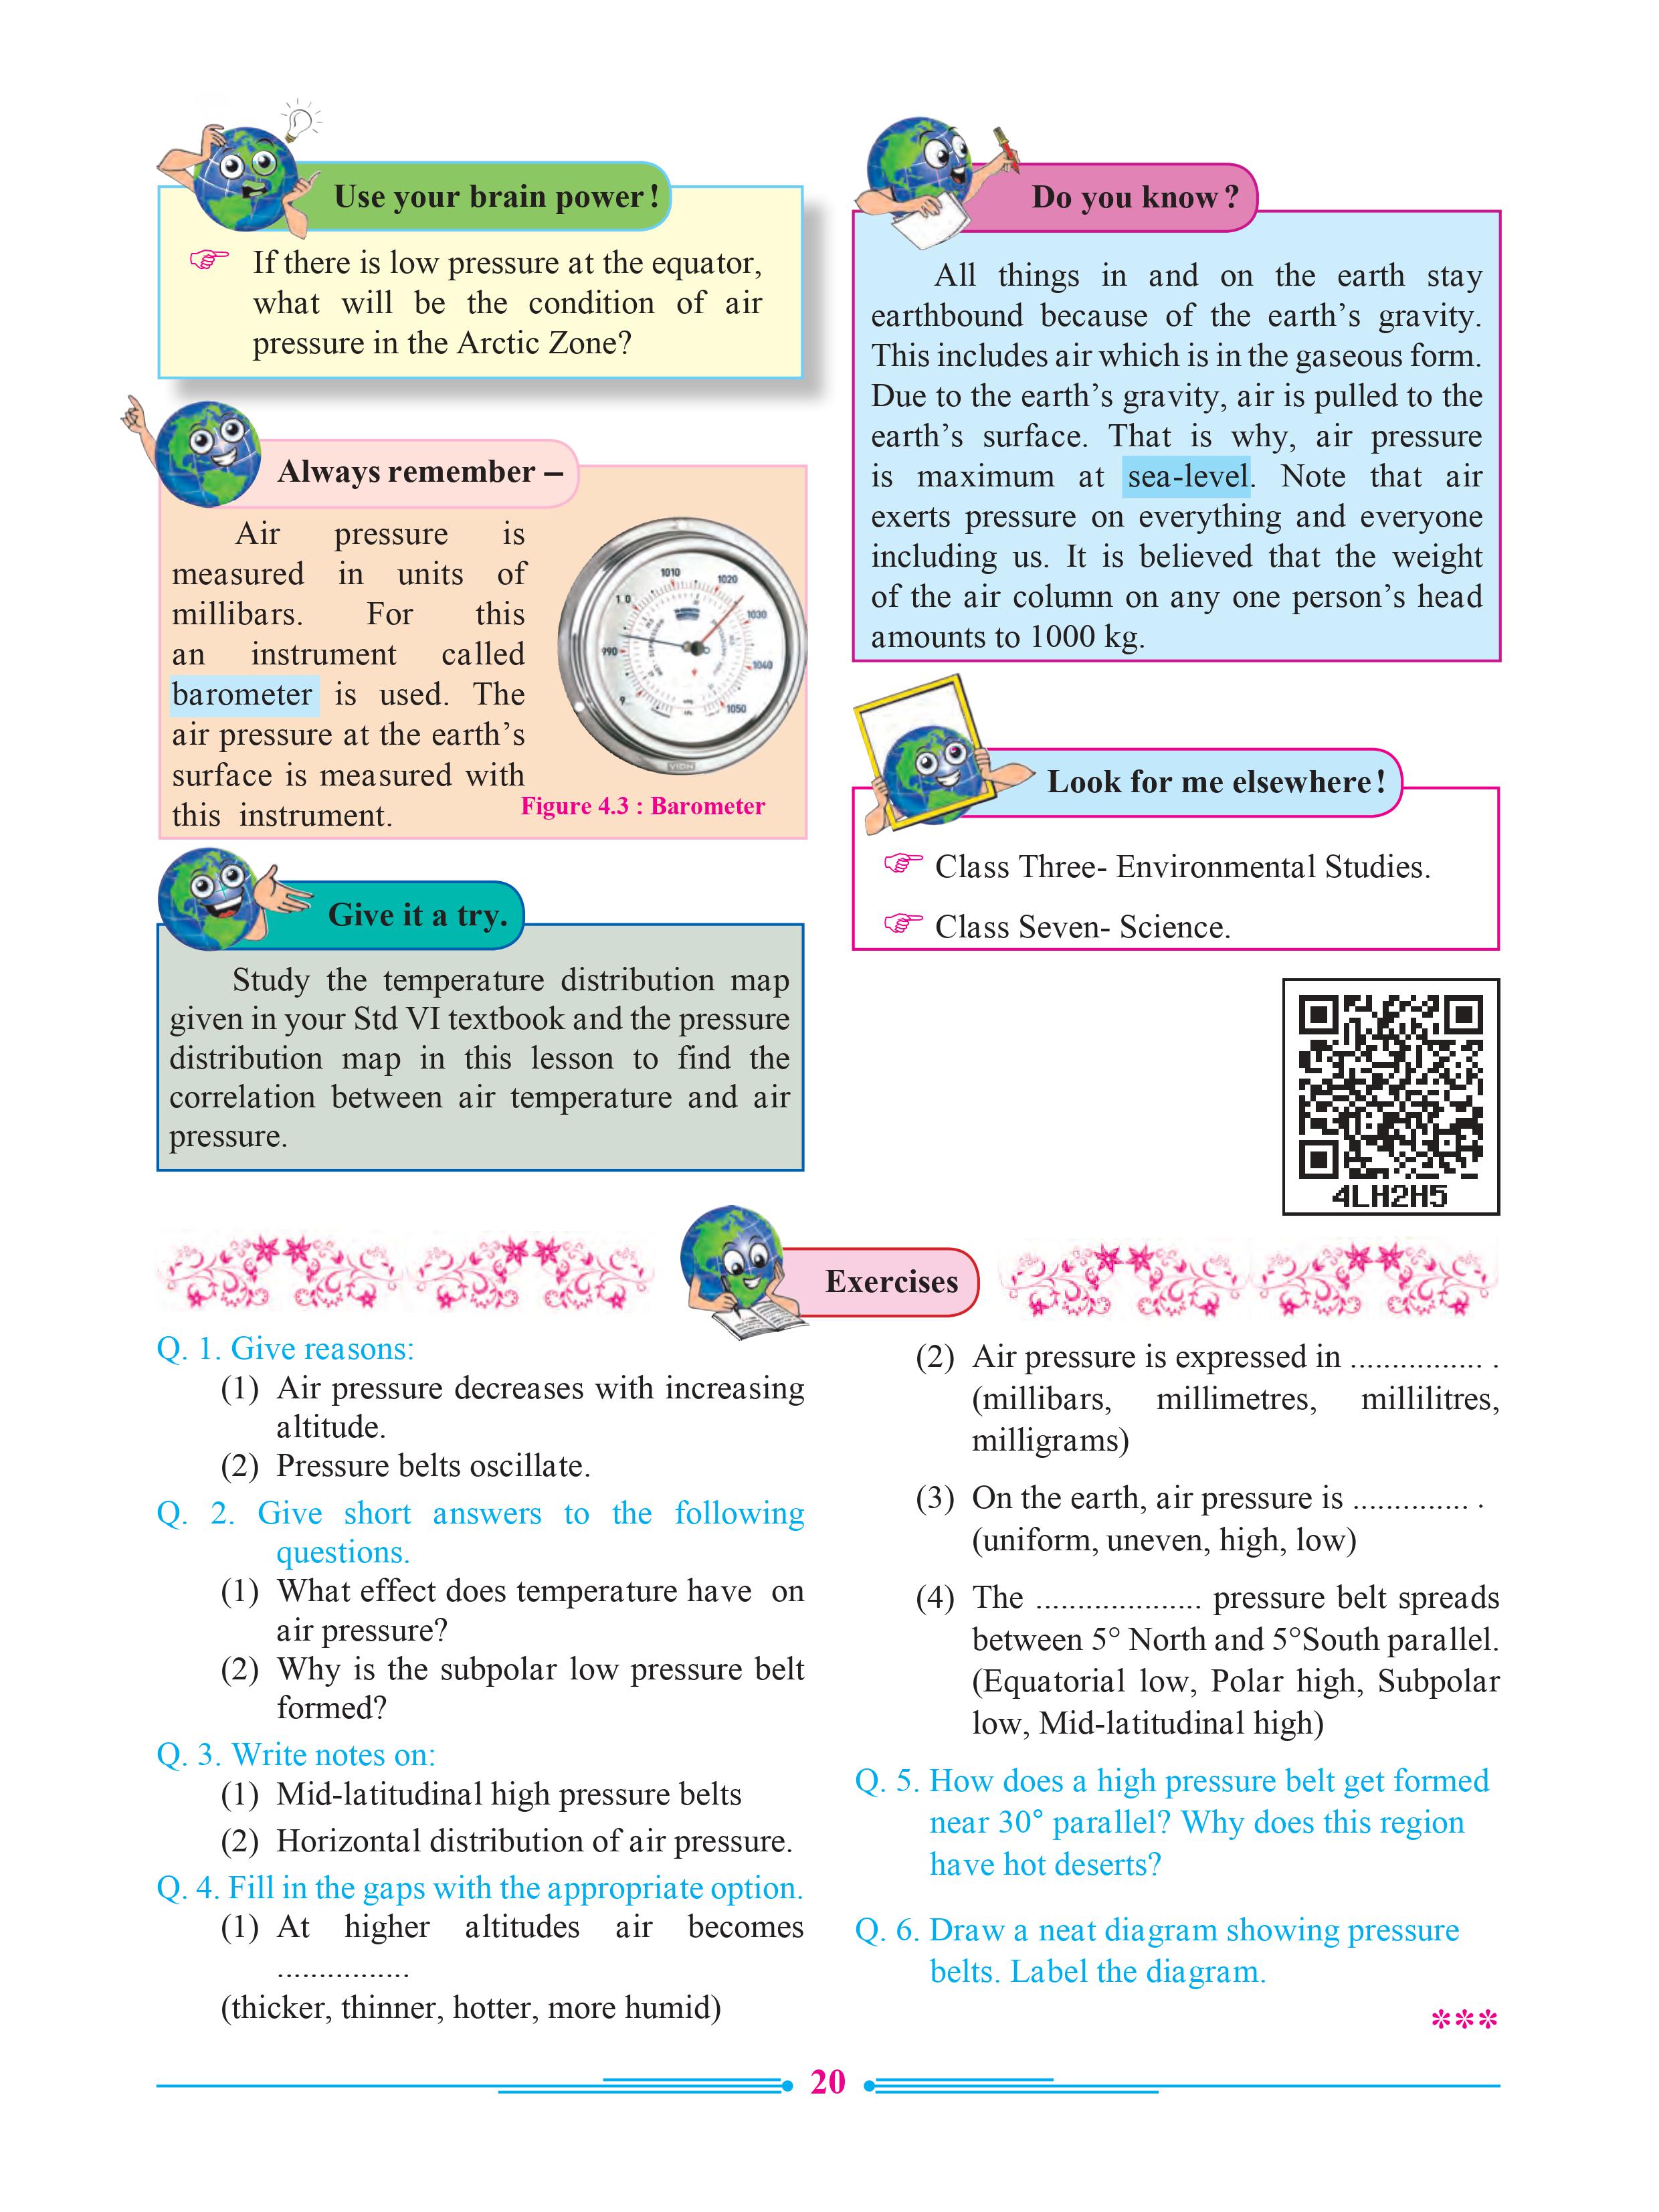 Use your brain power!
If there is low pressure at the equator,
what will be the condition of air
pressure in the Arctic Zone?
Always remember –
Air pressure is
measured in units of
millibars. For this
an instrument called
barometer is used. The
air pressure at the earth's
surface is measured with
this instrument.
1010
1020
1030
990
1040
1050
VION
Figure 4.3 : Barometer
Give it a try.
Study the temperature distribution map
given in your Std VI textbook and the pressure
distribution map in this lesson to find the
correlation between air temperature and air
pressure.
Do you know?
All things in and on the earth stay
earthbound because of the earth's gravity.
This includes air which is in the gaseous form.
Due to the earth's gravity, air is pulled to the
earth's surface. That is why, air pressure
is maximum at sea-level. Note that air
exerts pressure on everything and everyone
including us. It is believed that the weight
of the air column on any one person's head
amounts to 1000 kg.
Look for me elsewhere!
Class Three- Environmental Studies.
Class Seven- Science.
4LH2H5
Exercises
Q. 1. Give reasons:
(1) Air pressure decreases with increasing
altitude.
(2) Pressure belts oscillate.
Q. 2. Give short answers to the following
questions.
(1) What effect does temperature have on
air pressure?
(2) Why is the subpolar low pressure belt
formed?
Q. 3. Write notes on:
(1) Mid-latitudinal high pressure belts
(2) Horizontal distribution of air pressure.
Q. 4. Fill in the gaps with the appropriate option.
(1) At higher altitudes air becomes
................
(thicker, thinner, hotter, more humid)
(2) Air pressure is expressed in ................ .
(millibars, millimetres, millilitres,
milligrams)
(3) On the earth, air pressure is .............. .
(uniform, uneven, high, low)
(4) The .................... pressure belt spreads
between 5° North and 5°South parallel.
(Equatorial low, Polar high, Subpolar
low, Mid-latitudinal high)
Q. 5. How does a high pressure belt get formed
near 30° parallel? Why does this region
have hot deserts?
Q. 6. Draw a neat diagram showing pressure
belts. Label the diagram.
***
20